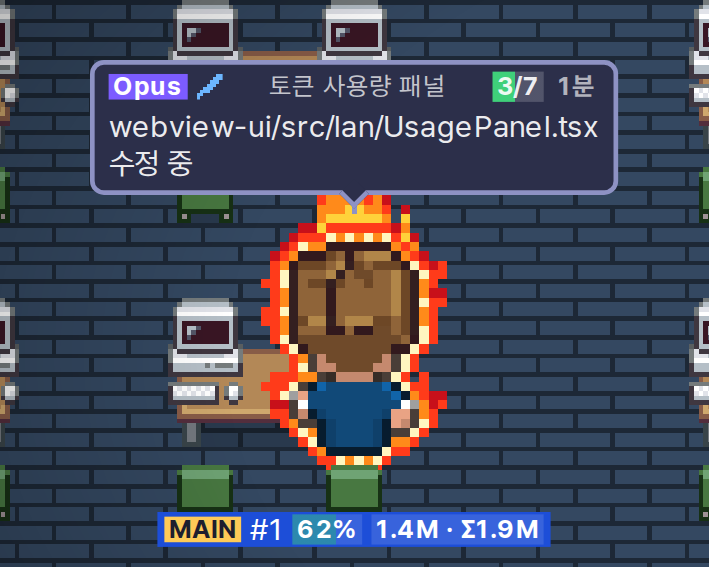 Opus 토큰 사용량 패널 3/7 1분
webview-ui/src/lan/UsagePanel.tsx
수정 중
MAIN #1 62% 1.4M · Σ1.9M